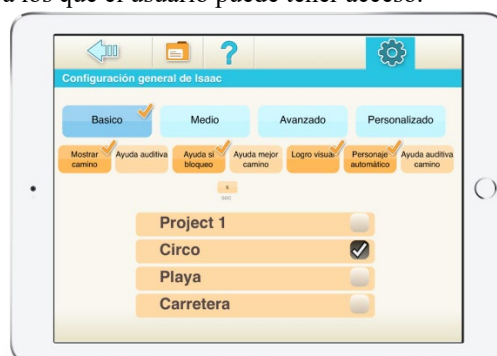 a los que el usuario puede tener acceso.
?
Configuración general de Isaac
Basico Medio Avanzado Personalizado
Mostrar camino Ayuda auditiva Ayuda si bloqueo Ayuda mejor camino Logro visual Personaje automático Ayuda auditiva camino
Project 1
Circo
Playa
Carretera